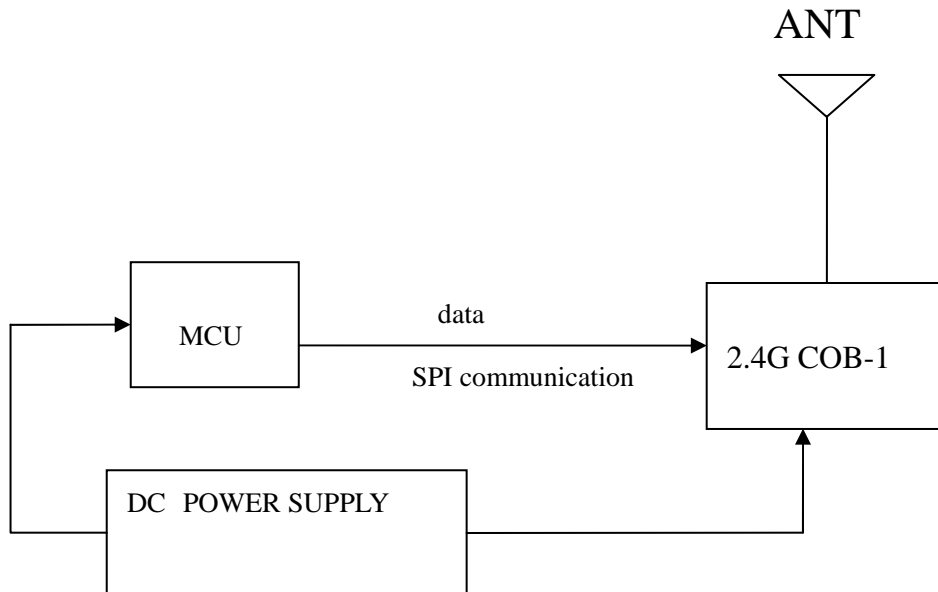 ANT
MCU
data
SPI communication
2.4G COB-1
DC POWER SUPPLY